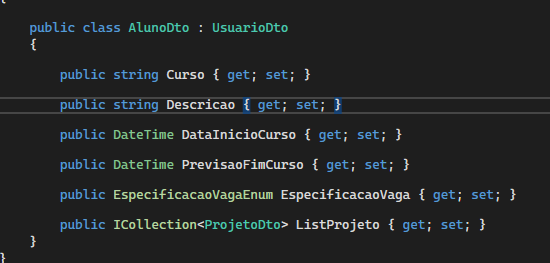 public class AlunoDto : UsuarioDto
{
public string Curso { get; set; }
public string Descricao { get; set; }
public DateTime DataInicioCurso { get; set; }
public DateTime PrevisaoFimCurso { get; set; }
public EspecificacaoVagaEnum EspecificacaoVaga { get; set; }
public ICollection<ProjetoDto> ListProjeto { get; set; }
}
}